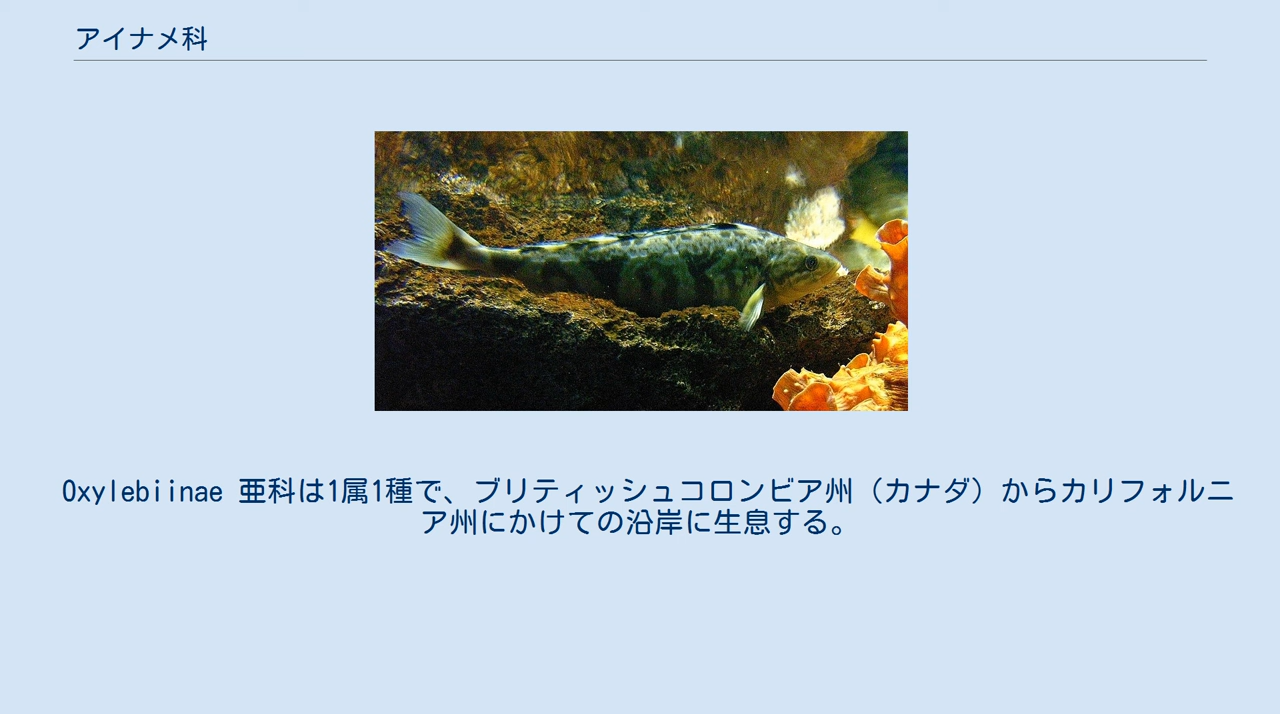 アイナメ科
Oxylebiinae 亜科は1属1種で、ブリティッシュコロンビア州（カナダ）からカリフォルニ
ア州にかけての沿岸に生息する。